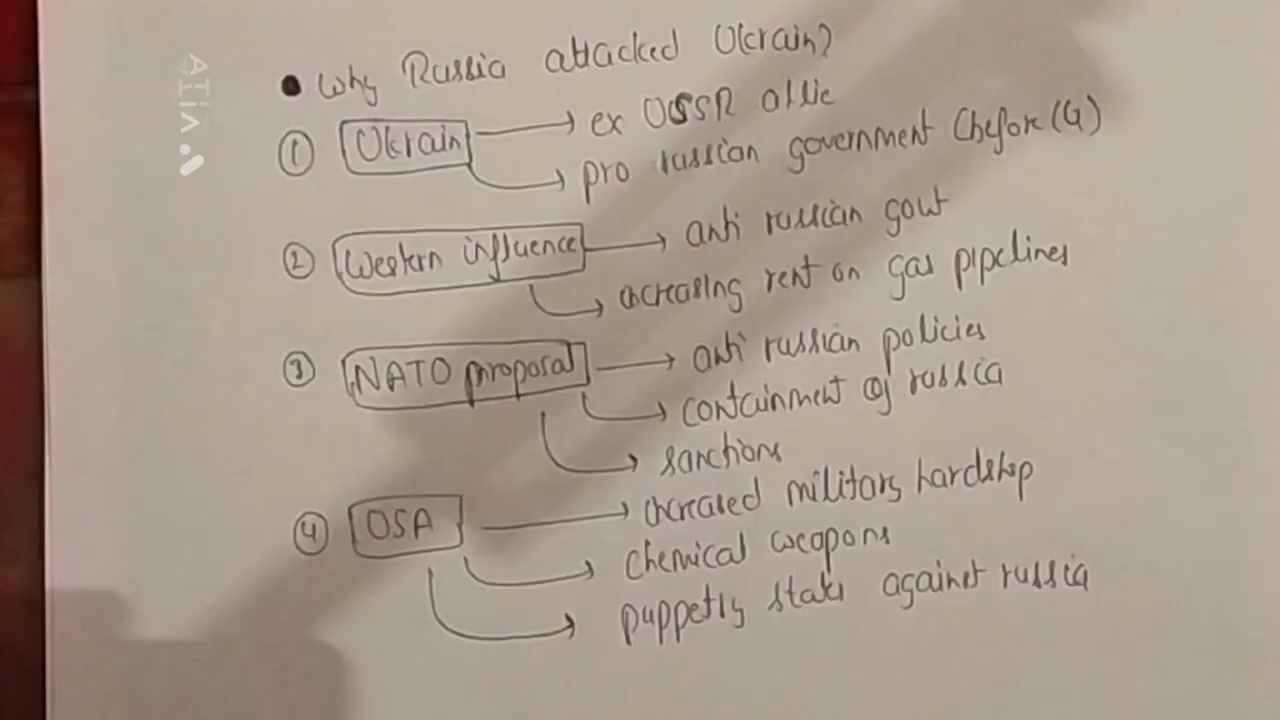 • Why Russia attacked Ukrain?
① Ukrain → ex USSR allie
→ pro russian government (before (4)
② Western influence → anti russian govt
→ increasing rent on gas pipelines
③ NATO proposal → anti russian policies
→ containment of russia
→ sanctions
④ USA → increased military hardship
→ chemical weapons
→ state against russia
AIiA